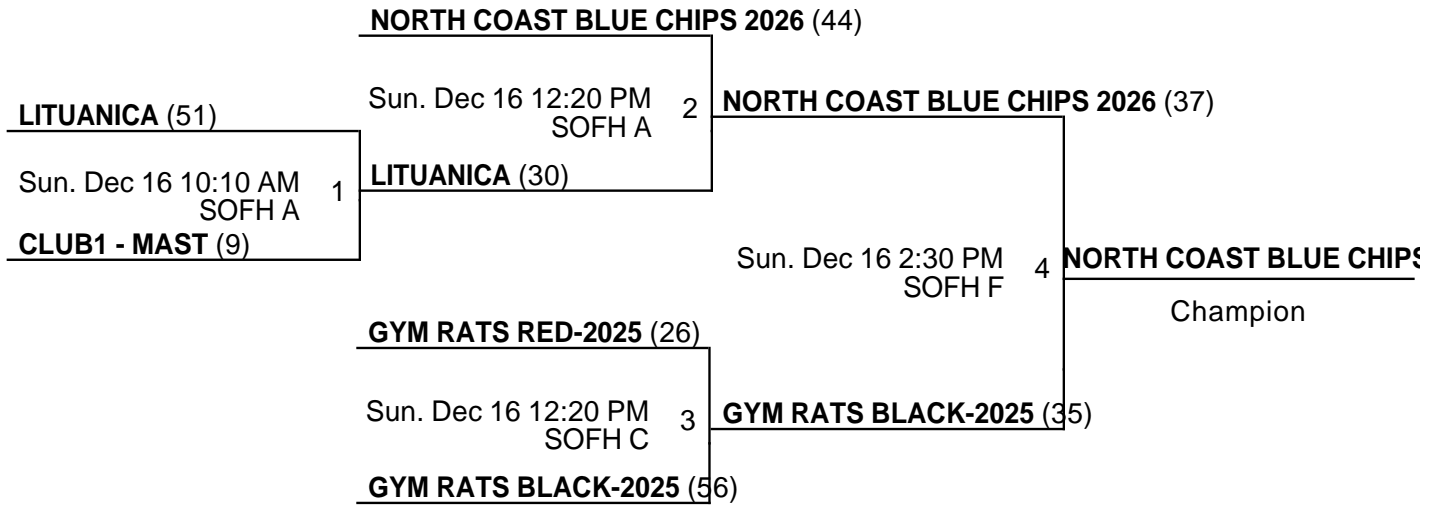 NORTH COAST BLUE CHIPS 2026 (44)
Sun. Dec 16 12:20 PM
SOFH A
2
NORTH COAST BLUE CHIPS 2026 (37)
LITUANICA (51)
Sun. Dec 16 10:10 AM
SOFH A
1
LITUANICA (30)
CLUB1 - MAST (9)
Sun. Dec 16 2:30 PM
SOFH F
4
NORTH COAST BLUE CHIPS
Champion
GYM RATS RED-2025 (26)
Sun. Dec 16 12:20 PM
SOFH C
3
GYM RATS BLACK-2025 (35)
GYM RATS BLACK-2025 (56)